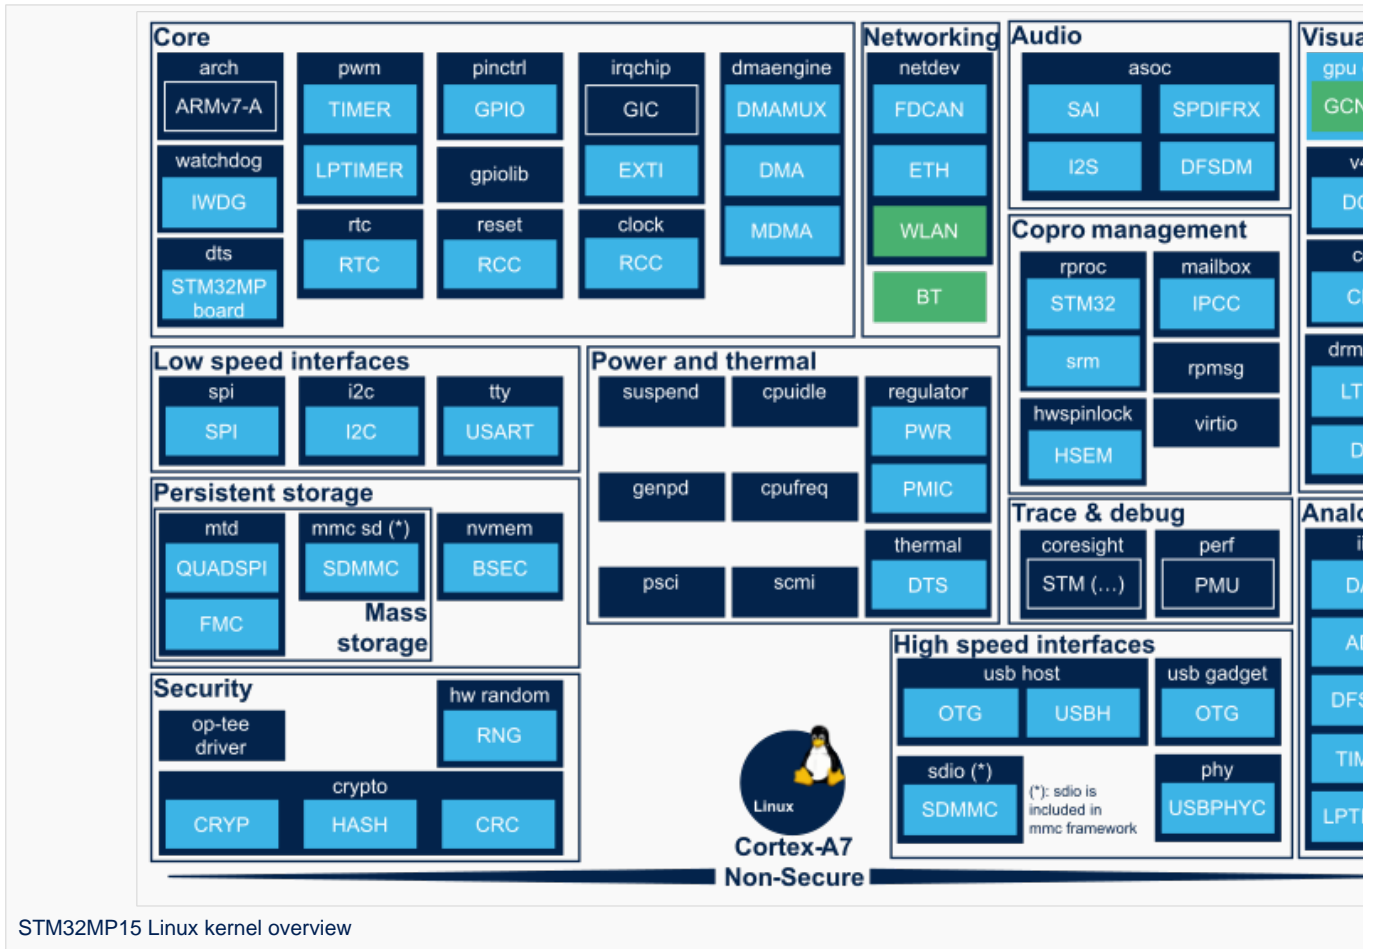 Core
arch
ARMv7-A
watchdog
IWDG
dts
STM32MP
board
pwm
TIMER
LPTIMER
rtc
RTC
pinctrl
GPIO
gpiolib
reset
RCC
irqchip
GIC
EXTI
clock
RCC
dmaengine
DMAMUX
DMA
MDMA
Networking
netdev
FDCAN
ETH
WLAN
BT
Audio
asoc
SAI
SPDIFRX
I2S
DFSDM
Copro management
rproc
STM32
srm
mailbox
IPCC
rpmsg
hwspinlock
HSEM
virtio
gpu
Low speed interfaces
spi
SPI
i2c
I2C
tty
USART
Power and thermal
suspend
cpuidle
genpd
cpufreq
psci
scmi
regulator
PWR
PMIC
thermal
DTS
drm
Persistent storage
mtd
QUADSPI
FMC
mmc sd (*)
SDMMC
Mass
storage
nvmem
BSEC
Trace & debug
coresight
STM (...)
perf
PMU
Security
op-tee
driver
hw random
RNG
crypto
CRYP
HASH
CRC
Linux
Cortex-A7
Non-Secure
High speed interfaces
usb host
OTG
USBH
usb gadget
OTG
sdio (*)
SDMMC
(*): sdio is
included in
mmc framework
phy
USBPHYC
STM32MP15 Linux kernel overview